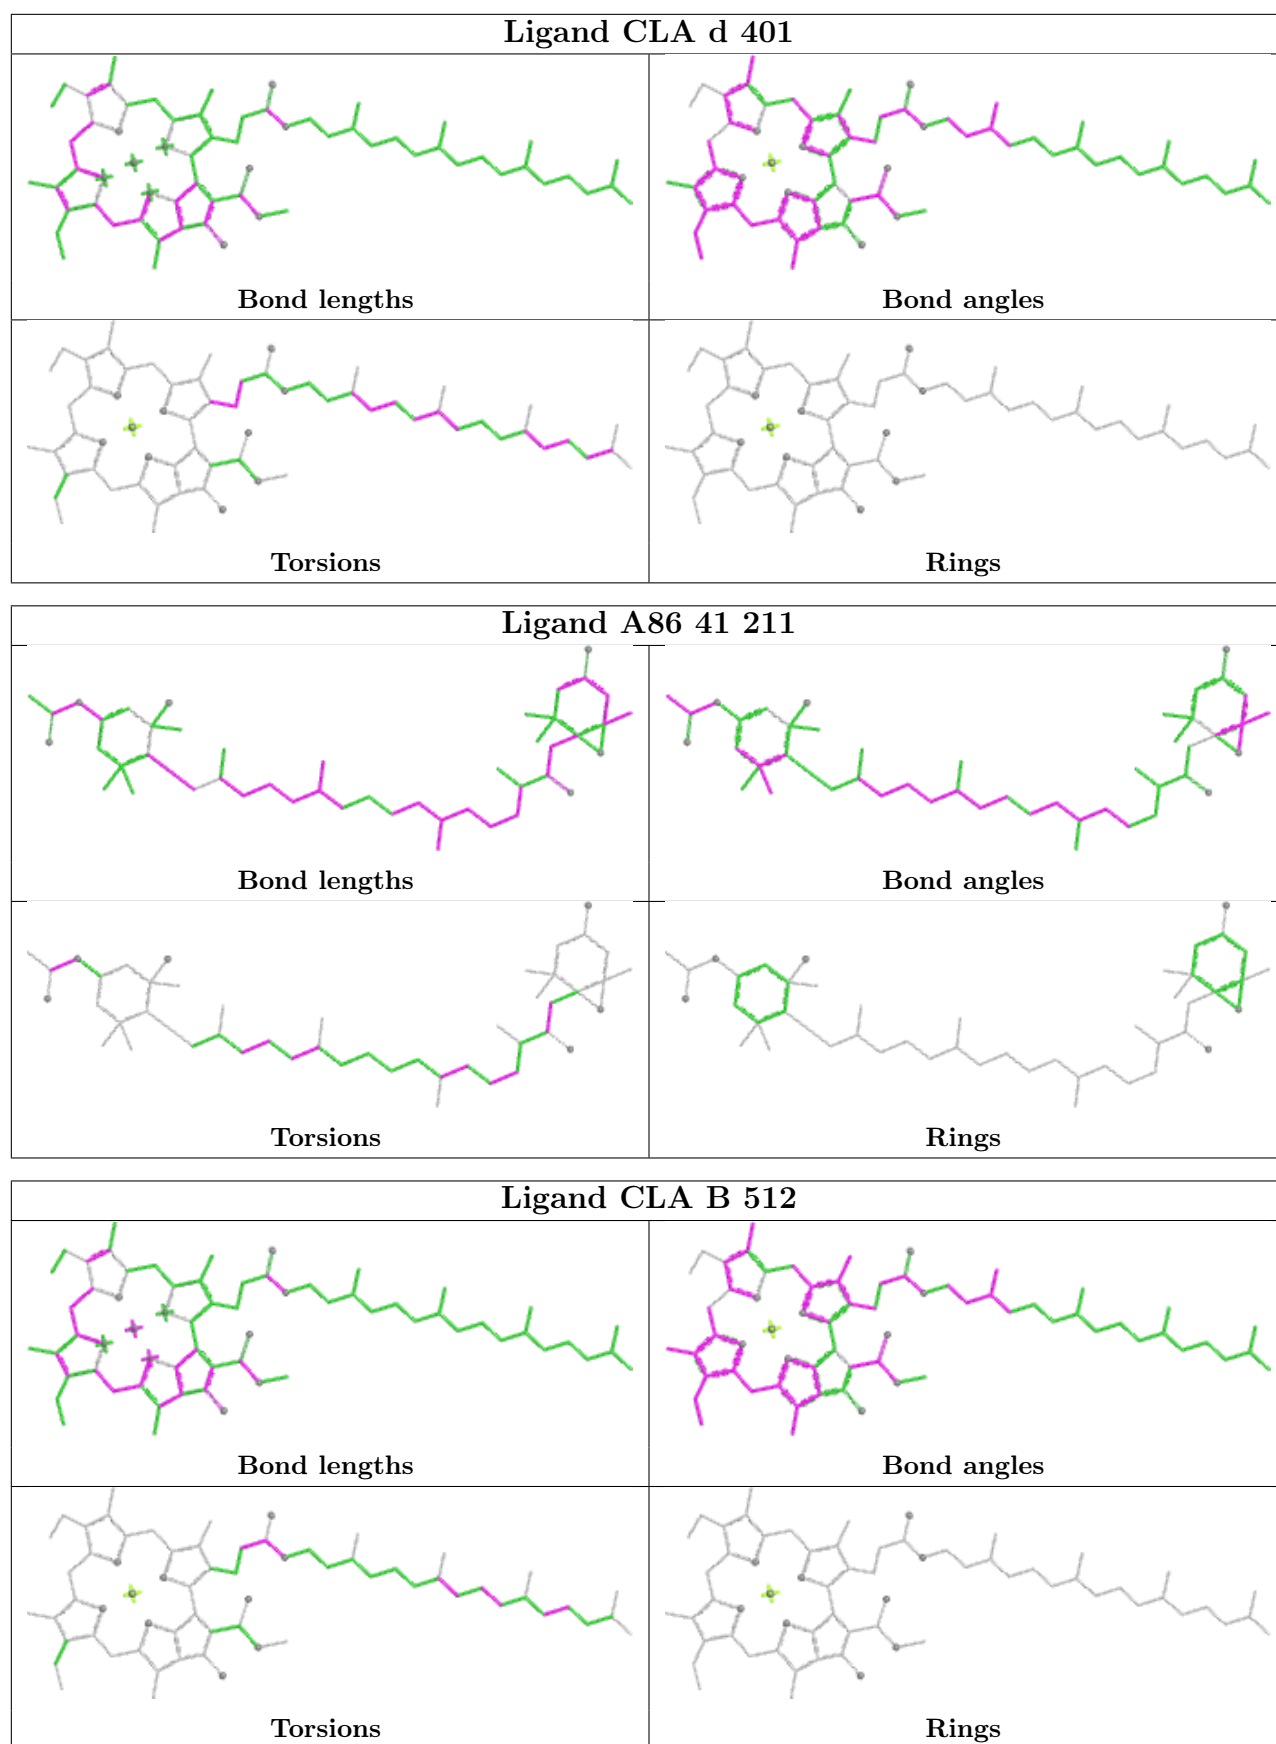 Ligand CLA d 401
Bond lengths
Bond angles
Torsions
Rings
Ligand A86 41 211
Bond lengths
Bond angles
Torsions
Rings
Ligand CLA B 512
Bond lengths
Bond angles
Torsions
Rings